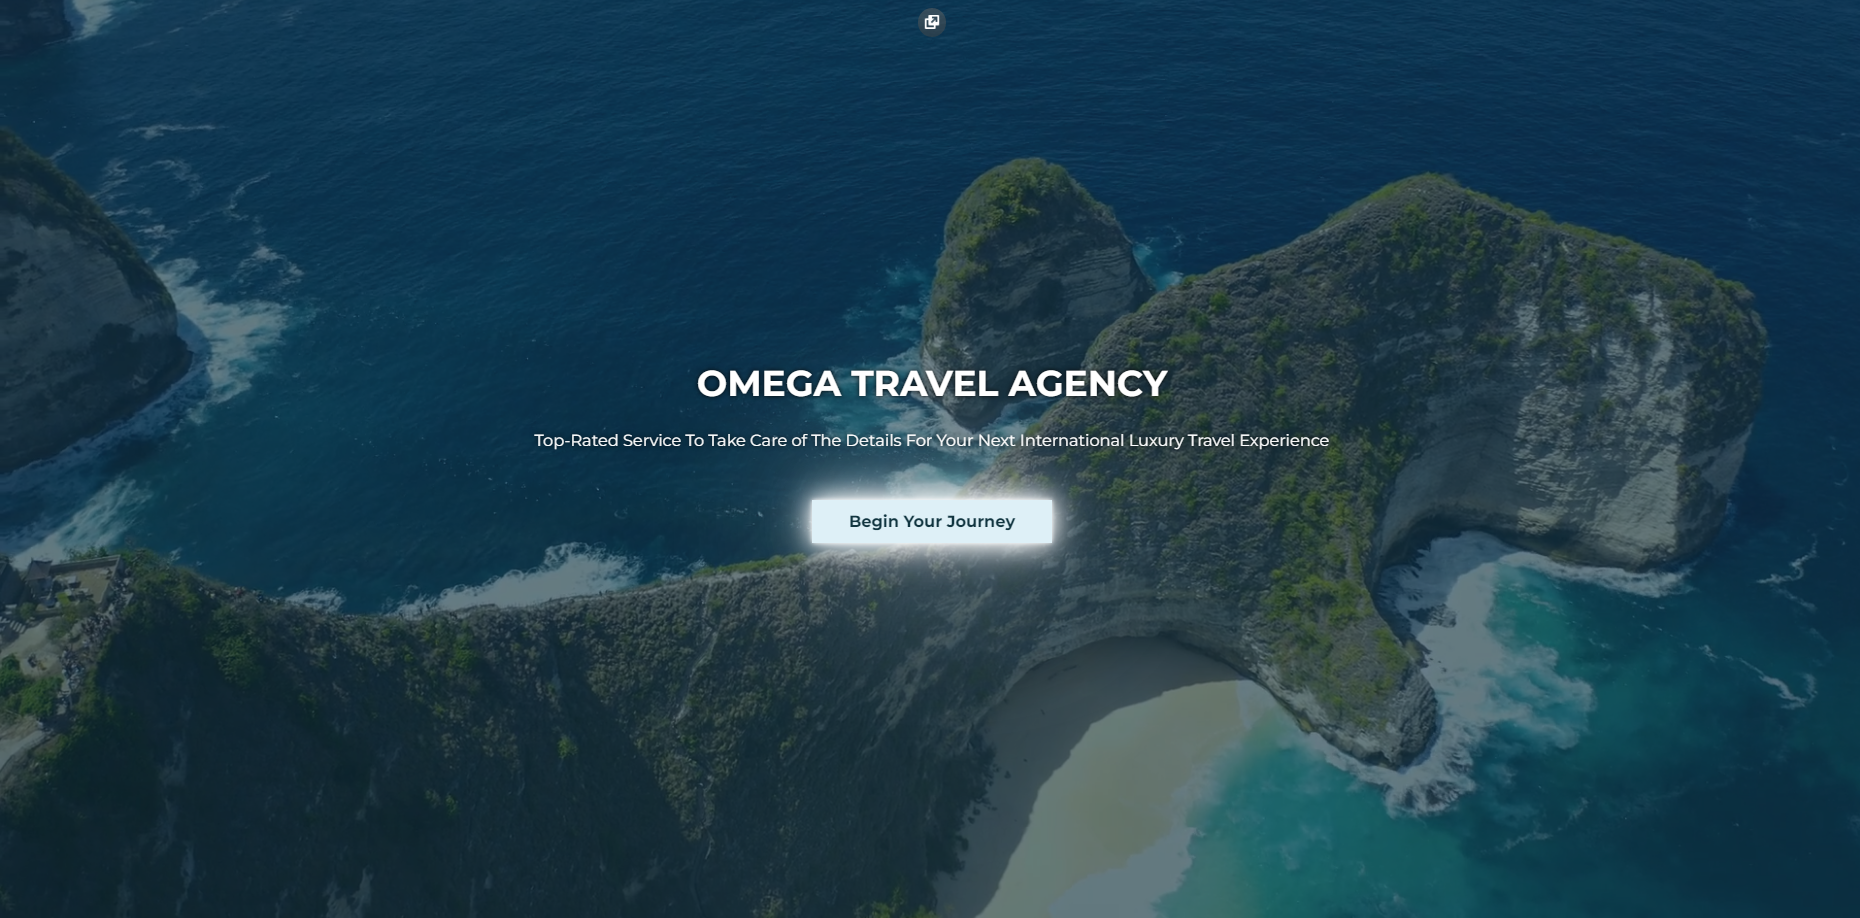 OMEGA TRAVEL AGENCY
Top-Rated Service To Take Care of The Details For Your Next International Luxury Travel Experience
Begin Your Journey